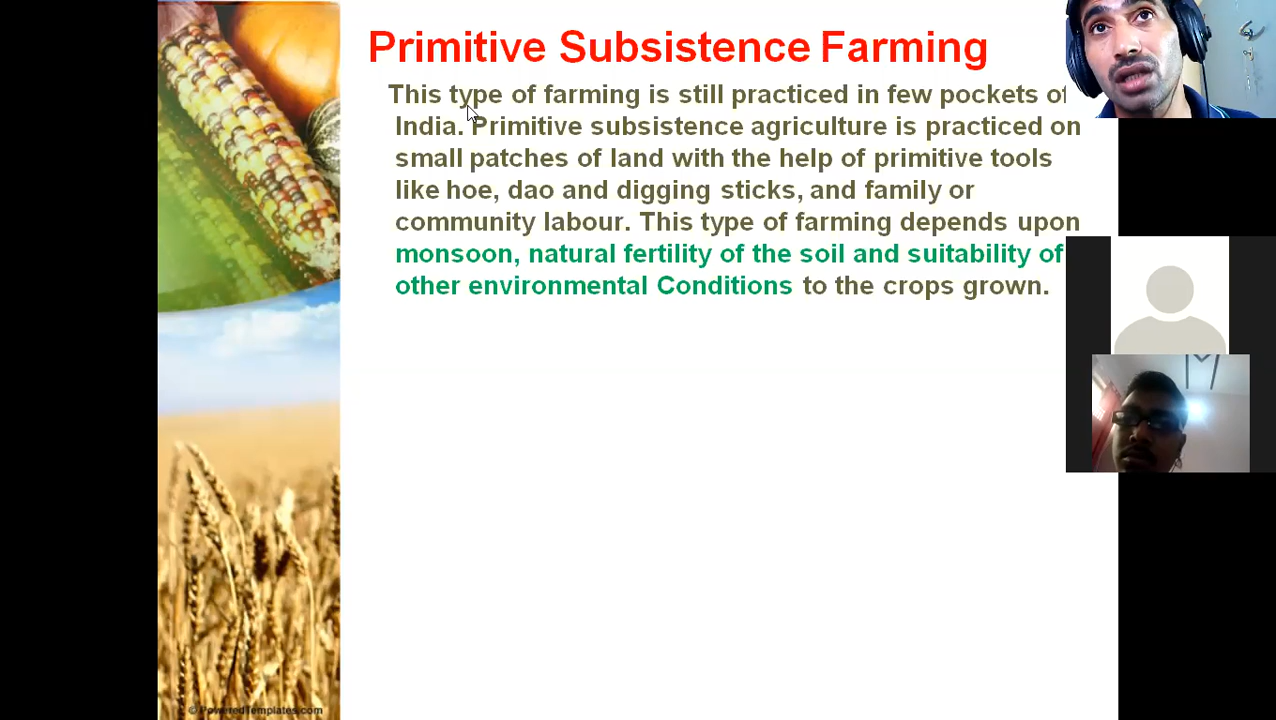 Primitive Subsistence Farming
This type of farming is still practiced in few pockets of
India. Primitive subsistence agriculture is practiced on
small patches of land with the help of primitive tools
like hoe, dao and digging sticks, and family or
community labour. This type of farming depends upon
monsoon, natural fertility of the soil and suitability of
other environmental Conditions to the crops grown.
© PoweredTemplates.com